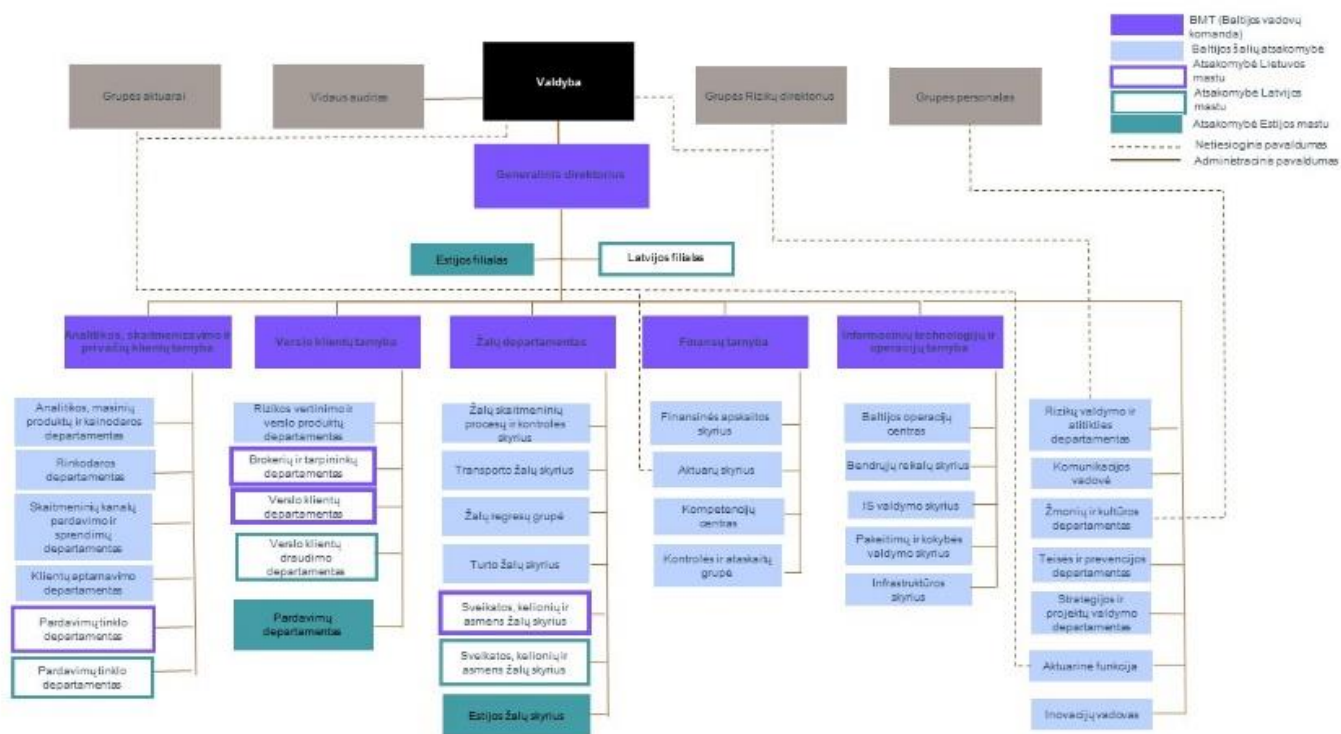 BMT (Baltijos vadovų
komanda)
Baltijos šalių atsakomybė
Atsakomybė Lietuvos
mastu
Atsakomybė Latvijos
mastu
Atsakomybė Estijos mastu
Netiesioginis pavaldumas
Administracinis pavaldumas
Grupės aktuarai
Vidaus auditas
Valdyba
Grupės Rizikų direktorius
Grupės personalas
Generalinis direktorius
Estijos filialas
Latvijos filialas
Analitikos, skaitmenizavimo ir
privačių klientų tarnyba
Verslo klientų tarnyba
Žalų departamentas
Finansų tarnyba
Informacinių technologijų ir
operacijų tarnyba
Analitikos, masinių
produktų ir kainodaros
departamentas
Rinkodaros
departamentas
Skaitmeninių kanalų
pardavimo ir
sprendimų
departamentas
Klientų aptarnavimo
departamentas
Pardavimų tinklo
departamentas
Pardavimų tinklo
departamentas
Rizikos vertinimo ir
verslo produktų
departamentas
Brokerių ir tarpininkų
departamentas
Verslo klientų
departamentas
Verslo klientų
draudimo
departamentas
Pardavimų
departamentas
Žalų skaitmeninių
procesų ir kontrolės
skyrius
Transporto žalų skyrius
Žalų regresų grupė
Turto žalų skyrius
Sveikatos, kelionių ir
asmens žalų skyrius
Sveikatos, kelionių ir
asmens žalų skyrius
Estijos žalų skyrius
Finansinės apskaitos
skyrius
Aktuarų skyrius
Kompetencijų
centras
Kontrolės ir ataskaitų
grupė
Baltijos operacijų
centras
Bendrųjų reikalų skyrius
IS valdymo skyrius
Pakeitimų ir kokybės
valdymo skyrius
Infrastruktūros
skyrius
Rizikų valdymo ir
atitikties
departamentas
Komunikacijos
vadovė
Žmonių ir kultūros
departamentas
Teisės ir prevencijos
departamentas
Strategijos ir
projektų valdymo
departamentas
Aktuarinė funkcija
Inovacijų vadovas